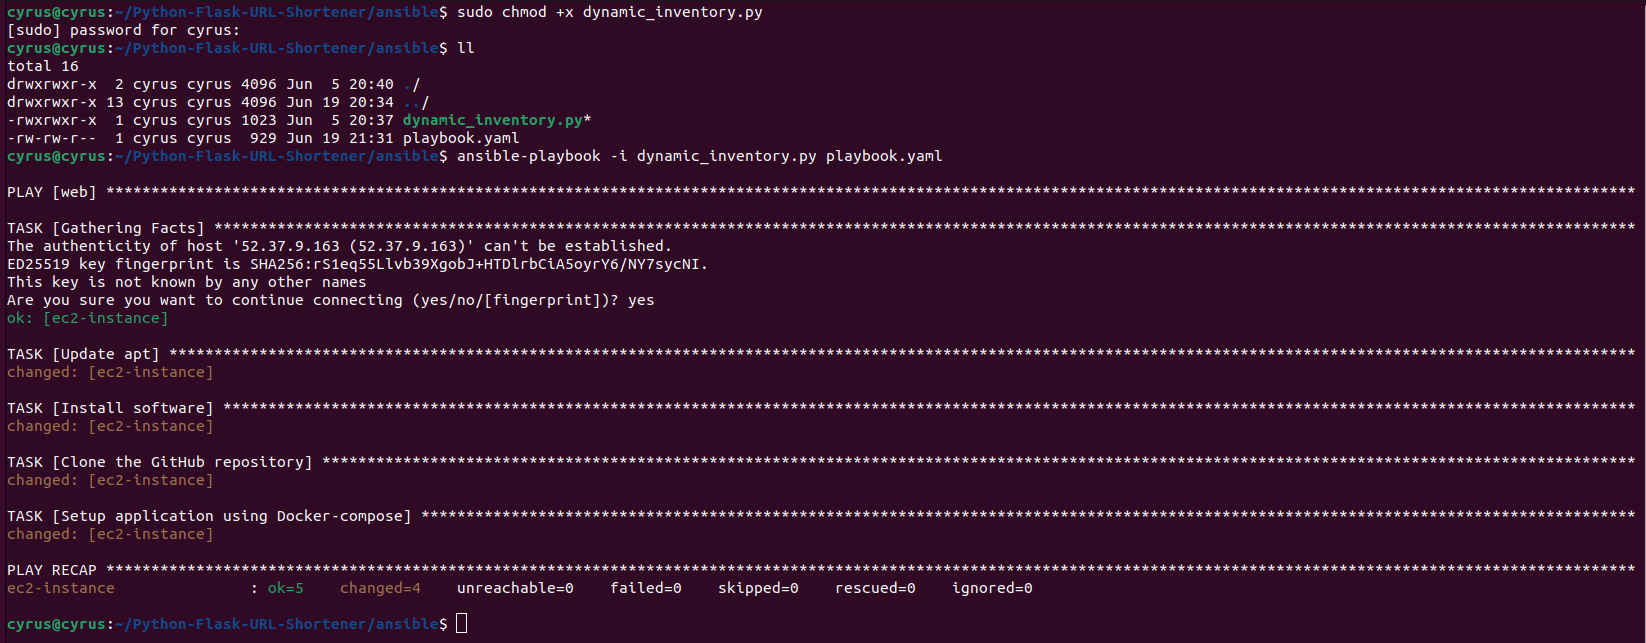 cyrus@cyrus:~/Python-Flask-URL-Shortener/ansible$ sudo chmod +x dynamic_inventory.py
[sudo] password for cyrus:
cyrus@cyrus:~/Python-Flask-URL-Shortener/ansible$ ll
total 16
drwxrwxr-x  2 cyrus cyrus 4096 Jun  5 20:40 ./
drwxrwxr-x 13 cyrus cyrus 4096 Jun 19 20:34 ../
-rwxrwxr-x  1 cyrus cyrus 1023 Jun  5 20:37 dynamic_inventory.py*
-rw-rw-r--  1 cyrus cyrus  929 Jun 19 21:31 playbook.yaml
cyrus@cyrus:~/Python-Flask-URL-Shortener/ansible$ ansible-playbook -i dynamic_inventory.py playbook.yaml
PLAY [web] **************************************************************************************************************************************************************************
TASK [Gathering Facts] **************************************************************************************************************************************************************
The authenticity of host '52.37.9.163 (52.37.9.163)' can't be established.
ED25519 key fingerprint is SHA256:rS1eq55Llvb39XgobJ+HTDlrbCiA5oyrY6/NY7sycNI.
This key is not known by any other names
Are you sure you want to continue connecting (yes/no/[fingerprint])? yes
ok: [ec2-instance]
TASK [Update apt] *******************************************************************************************************************************************************************
changed: [ec2-instance]
TASK [Install software] *************************************************************************************************************************************************************
changed: [ec2-instance]
TASK [Clone the GitHub repository] **************************************************************************************************************************************************
changed: [ec2-instance]
TASK [Setup application using Docker-compose] ***************************************************************************************************************************************
changed: [ec2-instance]
PLAY RECAP **************************************************************************************************************************************************************************
ec2-instance               : ok=5    changed=4    unreachable=0    failed=0    skipped=0    rescued=0    ignored=0
cyrus@cyrus:~/Python-Flask-URL-Shortener/ansible$